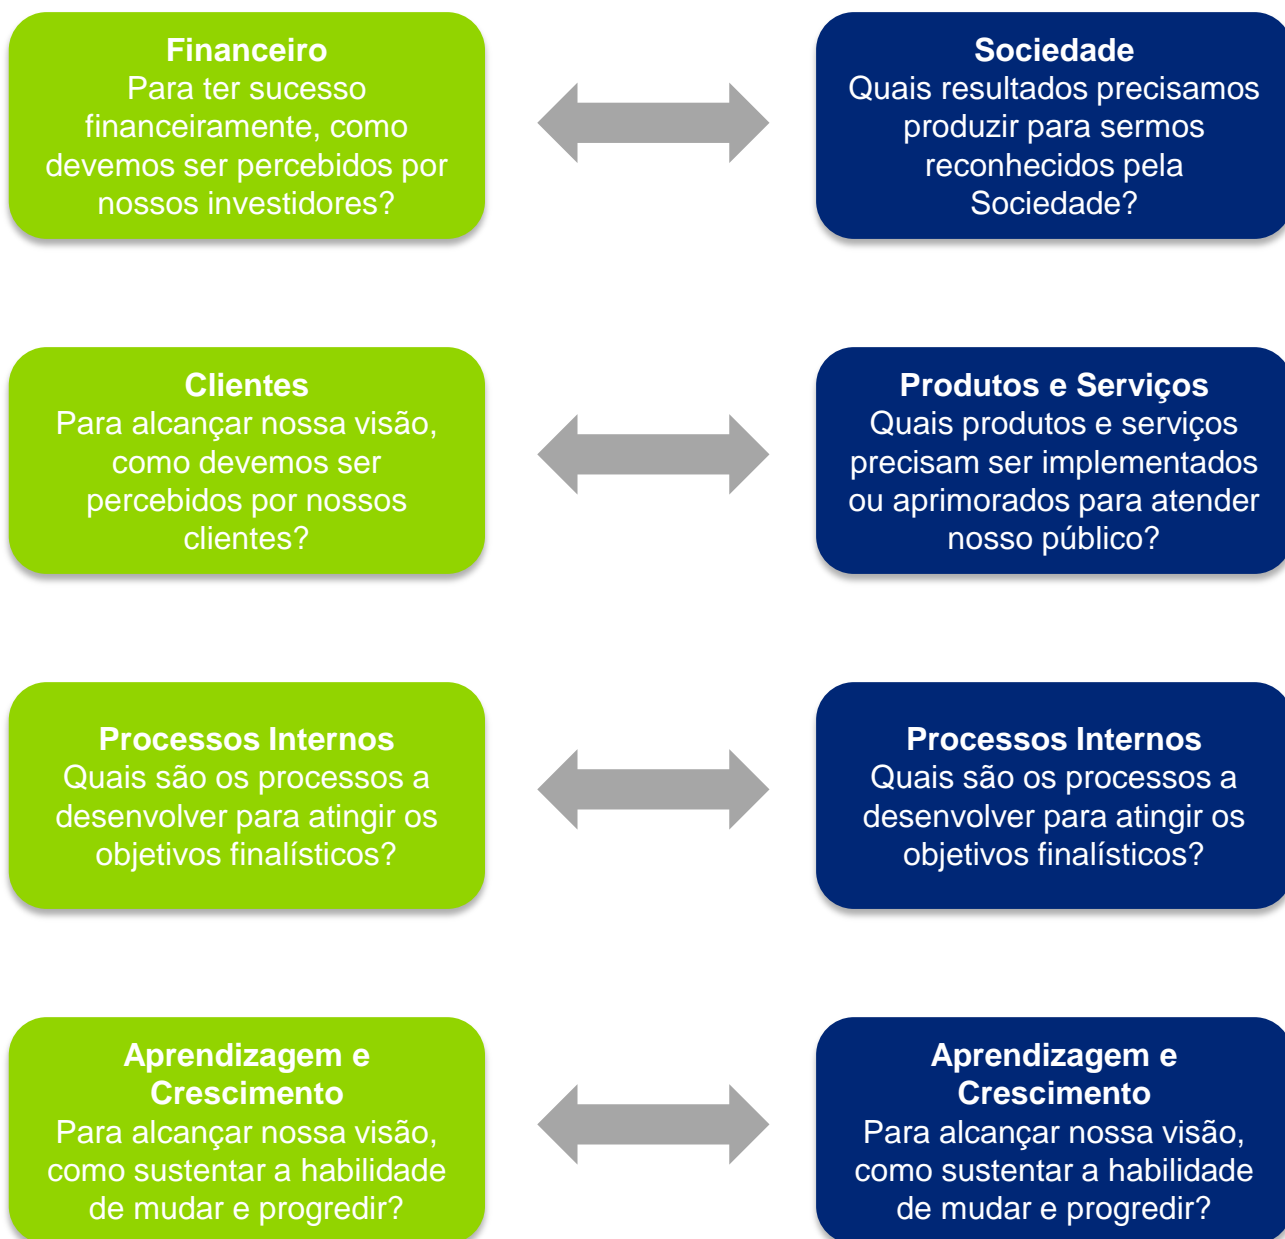 Financeiro
Para ter sucesso
financeiramente, como
devemos ser percebidos por
nossos investidores?
Sociedade
Quais resultados precisamos
produzir para sermos
reconhecidos pela
Sociedade?
Clientes
Para alcançar nossa visão,
como devemos ser
percebidos por nossos
clientes?
Produtos e Serviços
Quais produtos e serviços
precisam ser implementados
ou aprimorados para atender
nosso público?
Processos Internos
Quais são os processos a
desenvolver para atingir os
objetivos finalísticos?
Processos Internos
Quais são os processos a
desenvolver para atingir os
objetivos finalísticos?
Aprendizagem e
Crescimento
Para alcançar nossa visão,
como sustentar a habilidade
de mudar e progredir?
Aprendizagem e
Crescimento
Para alcançar nossa visão,
como sustentar a habilidade
de mudar e progredir?